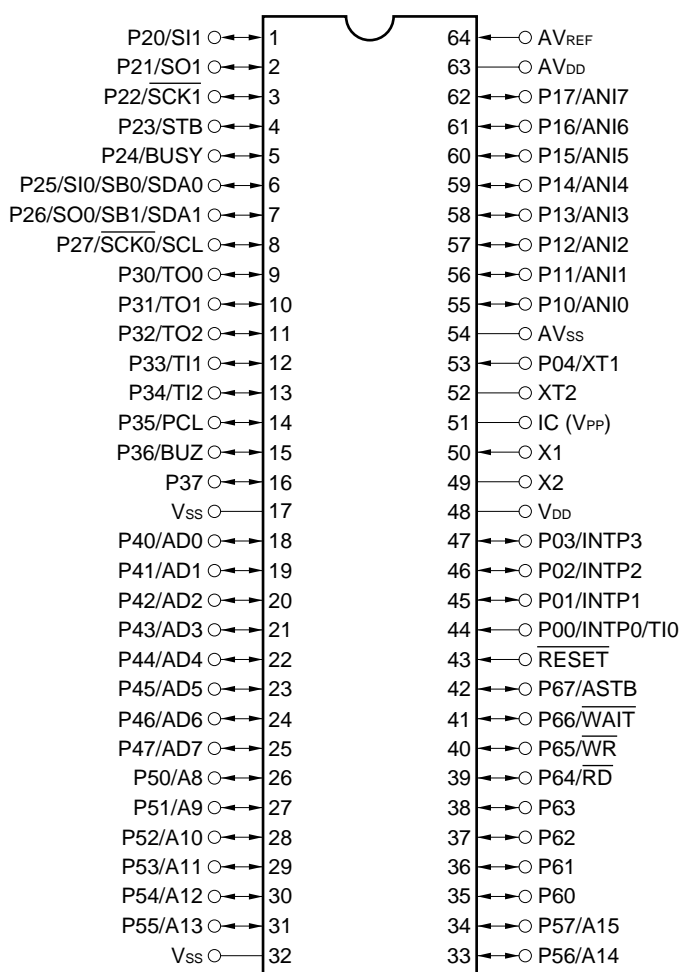 P20/SI1 1 64 AVREF
P21/SO1 2 63 AVDD
P22/SCK1 3 62 P17/ANI7
P23/STB 4 61 P16/ANI6
P24/BUSY 5 60 P15/ANI5
P25/SI0/SB0/SDA0 6 59 P14/ANI4
P26/SO0/SB1/SDA1 7 58 P13/ANI3
P27/SCK0/SCL 8 57 P12/ANI2
P30/TO0 9 56 P11/ANI1
P31/TO1 10 55 P10/ANI0
P32/TO2 11 54 AVSS
P33/TI1 12 53 P04/XT1
P34/TI2 13 52 XT2
P35/PCL 14 51 IC (VPP)
P36/BUZ 15 50 X1
P37 16 49 X2
VSS 17 48 VDD
P40/AD0 18 47 P03/INTP3
P41/AD1 19 46 P02/INTP2
P42/AD2 20 45 P01/INTP1
P43/AD3 21 44 P00/INTP0/TI0
P44/AD4 22 43 RESET
P45/AD5 23 42 P67/ASTB
P46/AD6 24 41 P66/WAIT
P47/AD7 25 40 P65/WR
P50/A8 26 39 P64/RD
P51/A9 27 38 P63
P52/A10 28 37 P62
P53/A11 29 36 P61
P54/A12 30 35 P60
P55/A13 31 34 P57/A15
VSS 32 33 P56/A14